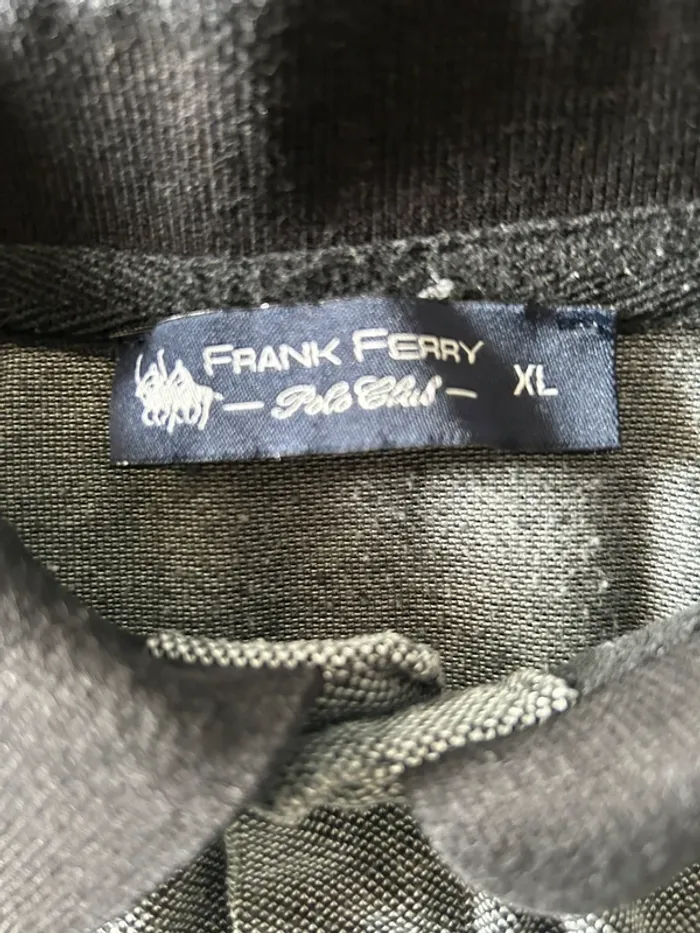 FRANK FERRY
— Polo Club —
XL